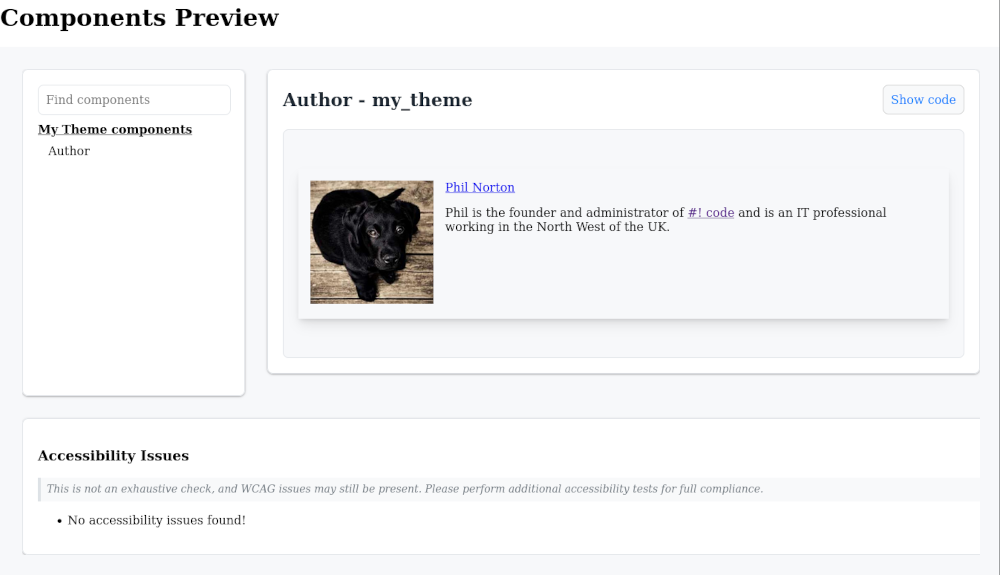 Components Preview
Find components
My Theme components
Author
Author - my_theme
Show code
Phil Norton
Phil is the founder and administrator of #! code and is an IT professional
working in the North West of the UK.
Accessibility Issues
This is not an exhaustive check, and WCAG issues may still be present. Please perform additional accessibility tests for full compliance.
• No accessibility issues found!